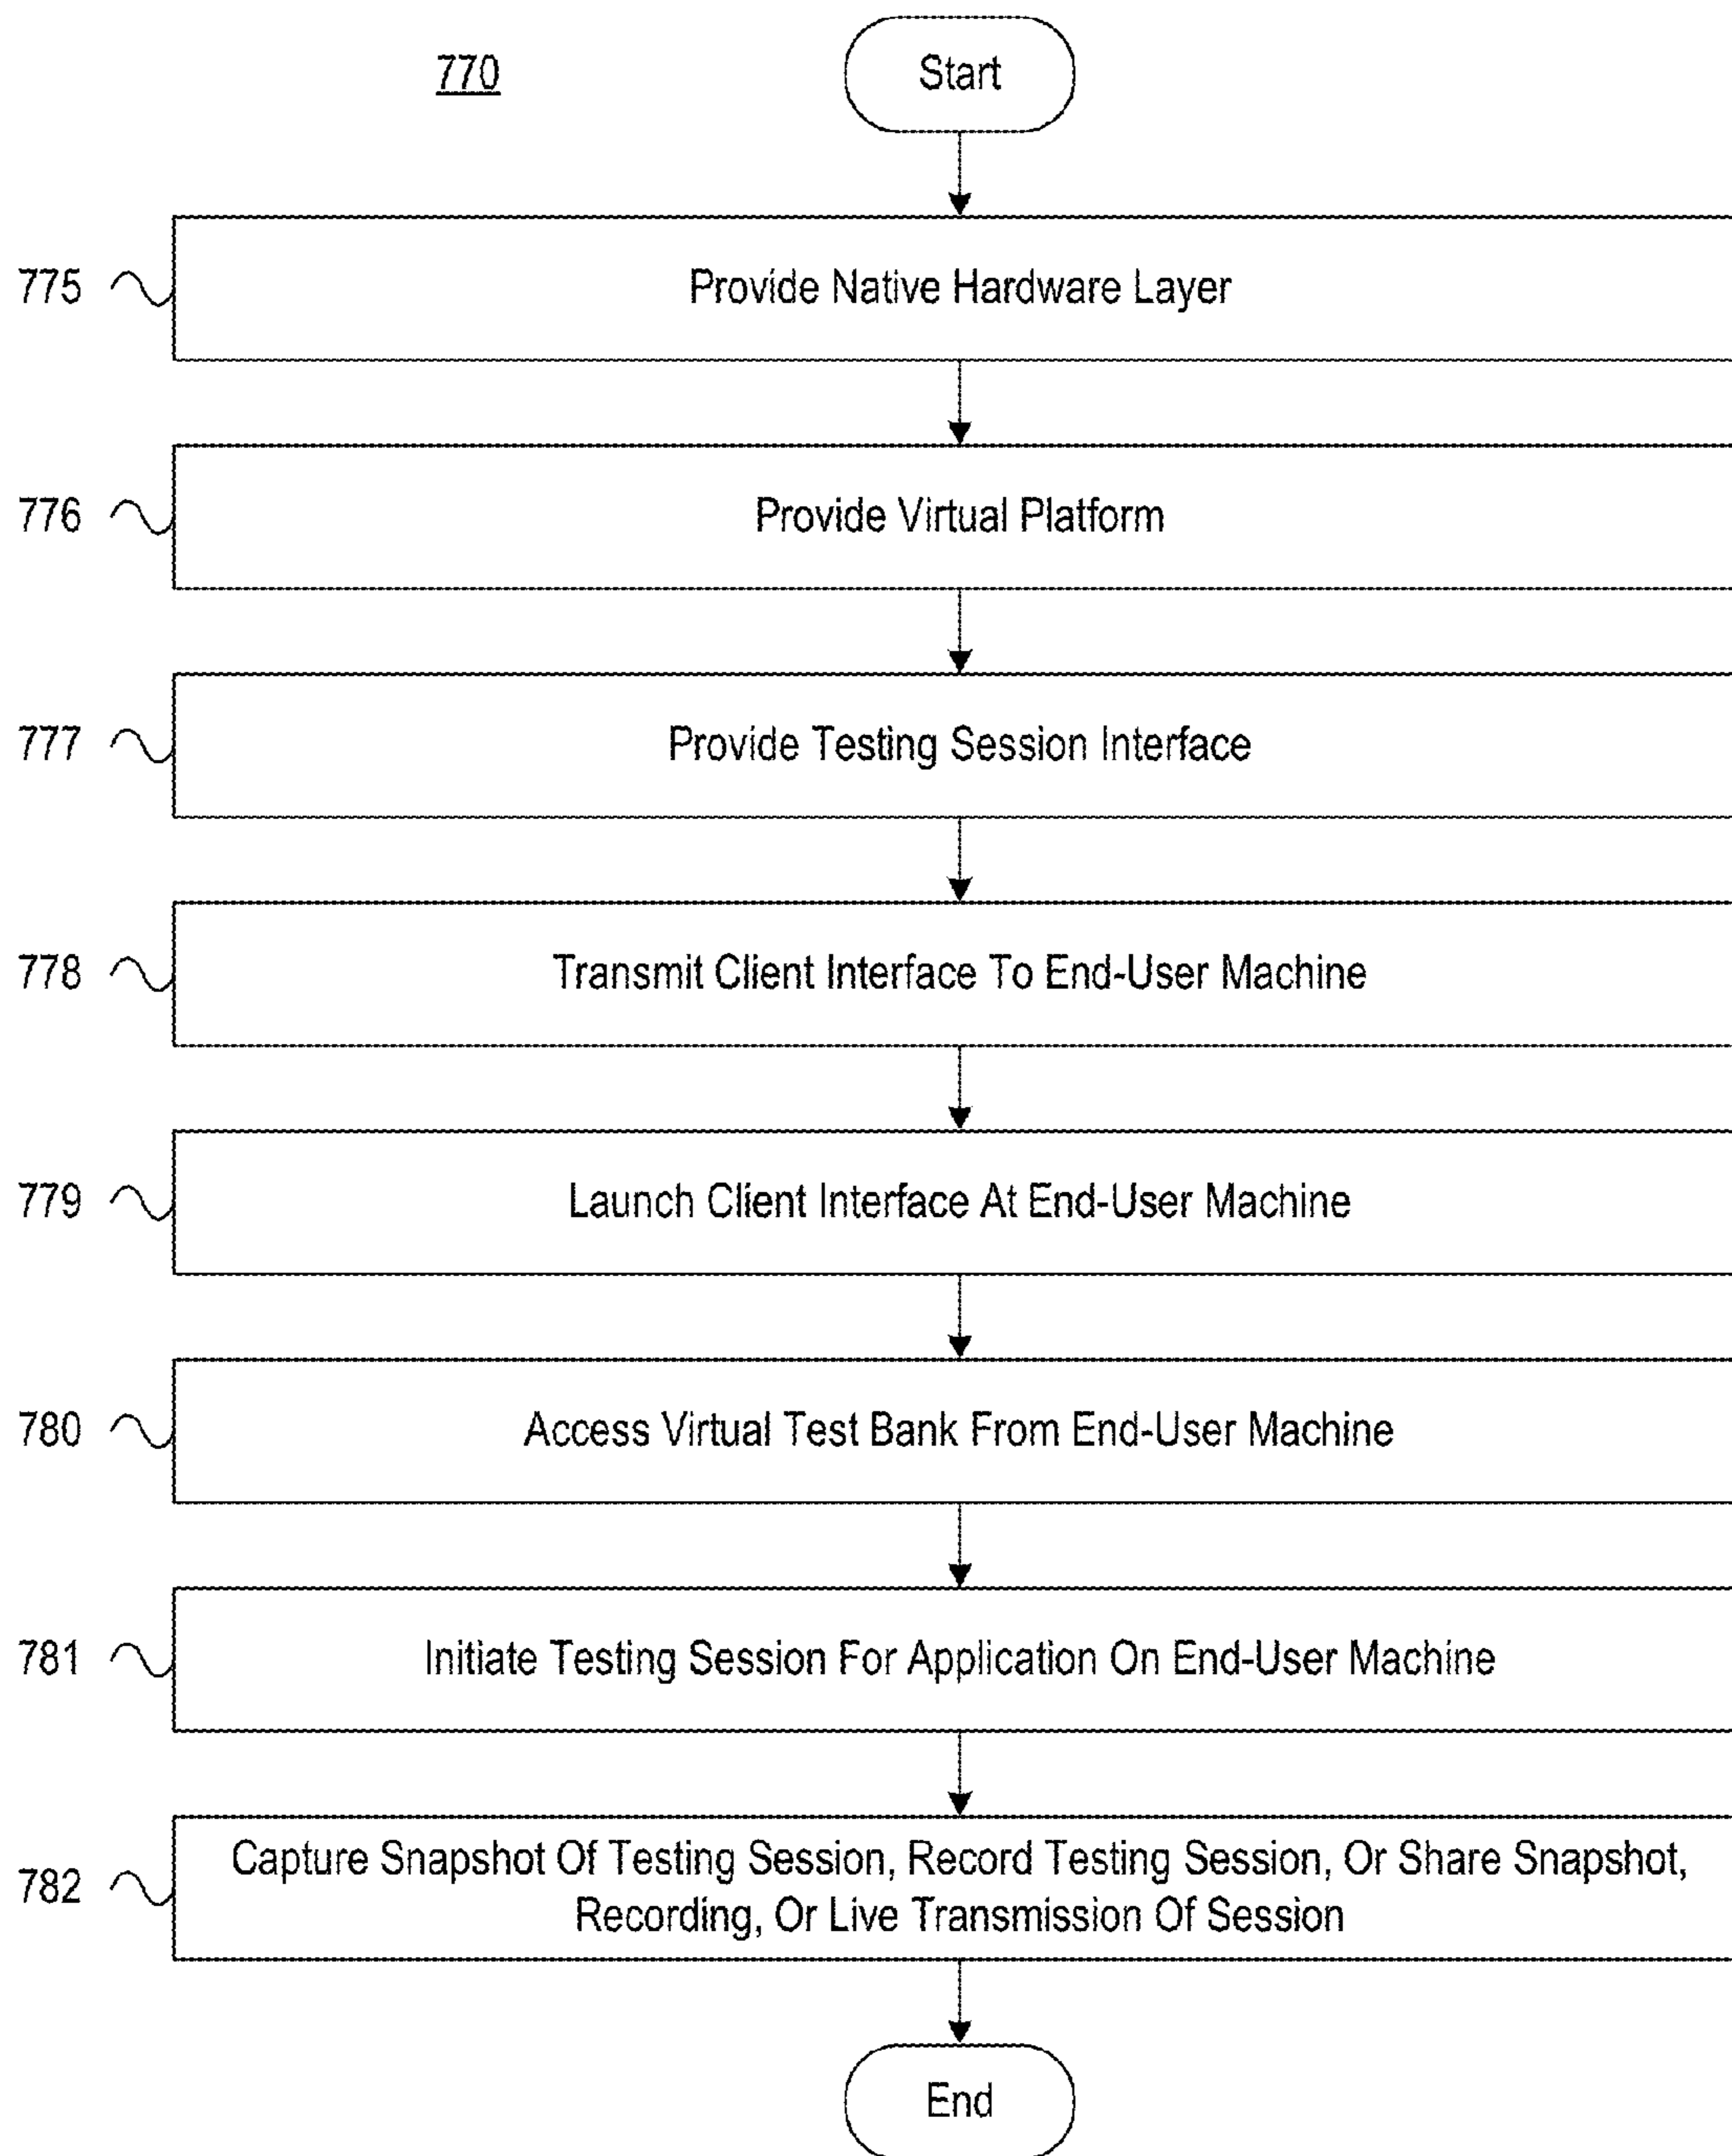 770
Start
775
Provide Native Hardware Layer
776
Provide Virtual Platform
777
Provide Testing Session Interface
778
Transmit Client Interface To End-User Machine
779
Launch Client Interface At End-User Machine
780
Access Virtual Test Bank From End-User Machine
781
Initiate Testing Session For Application On End-User Machine
782
Capture Snapshot Of Testing Session, Record Testing Session, Or Share Snapshot,
Recording, Or Live Transmission Of Session
End